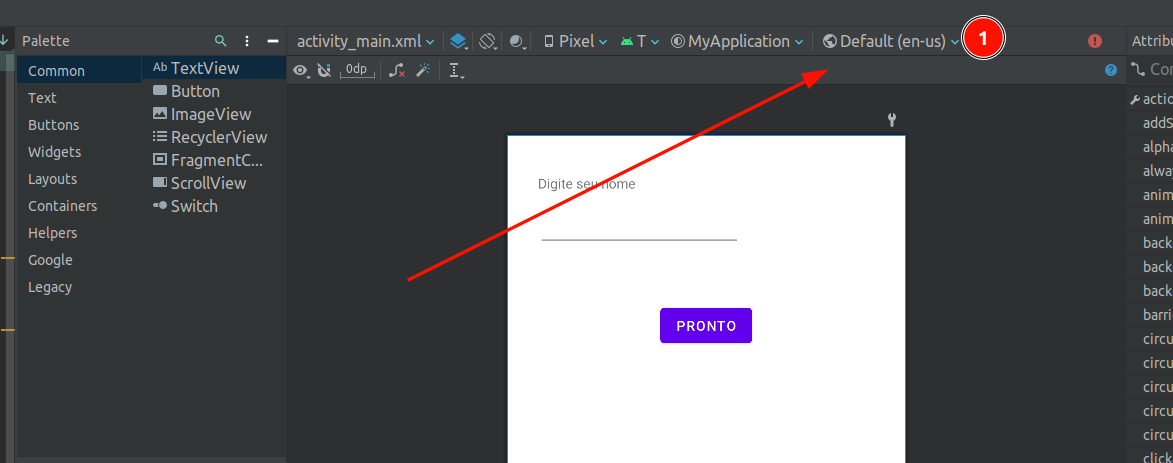 Palette
activity_main.xml
Pixel
T
MyApplication
Default (en-us)
1
Attribu
Common
Text
Buttons
Widgets
Layouts
Containers
Helpers
Google
Legacy
Ab TextView
Button
ImageView
RecyclerView
FragmentC...
ScrollView
Switch
0dp
Digite seu nome
PRONTO
Co
actio
addS
alpha
alwa
anim
anim
back
back
back
barri
circu
circu
circu
circu
circu
click